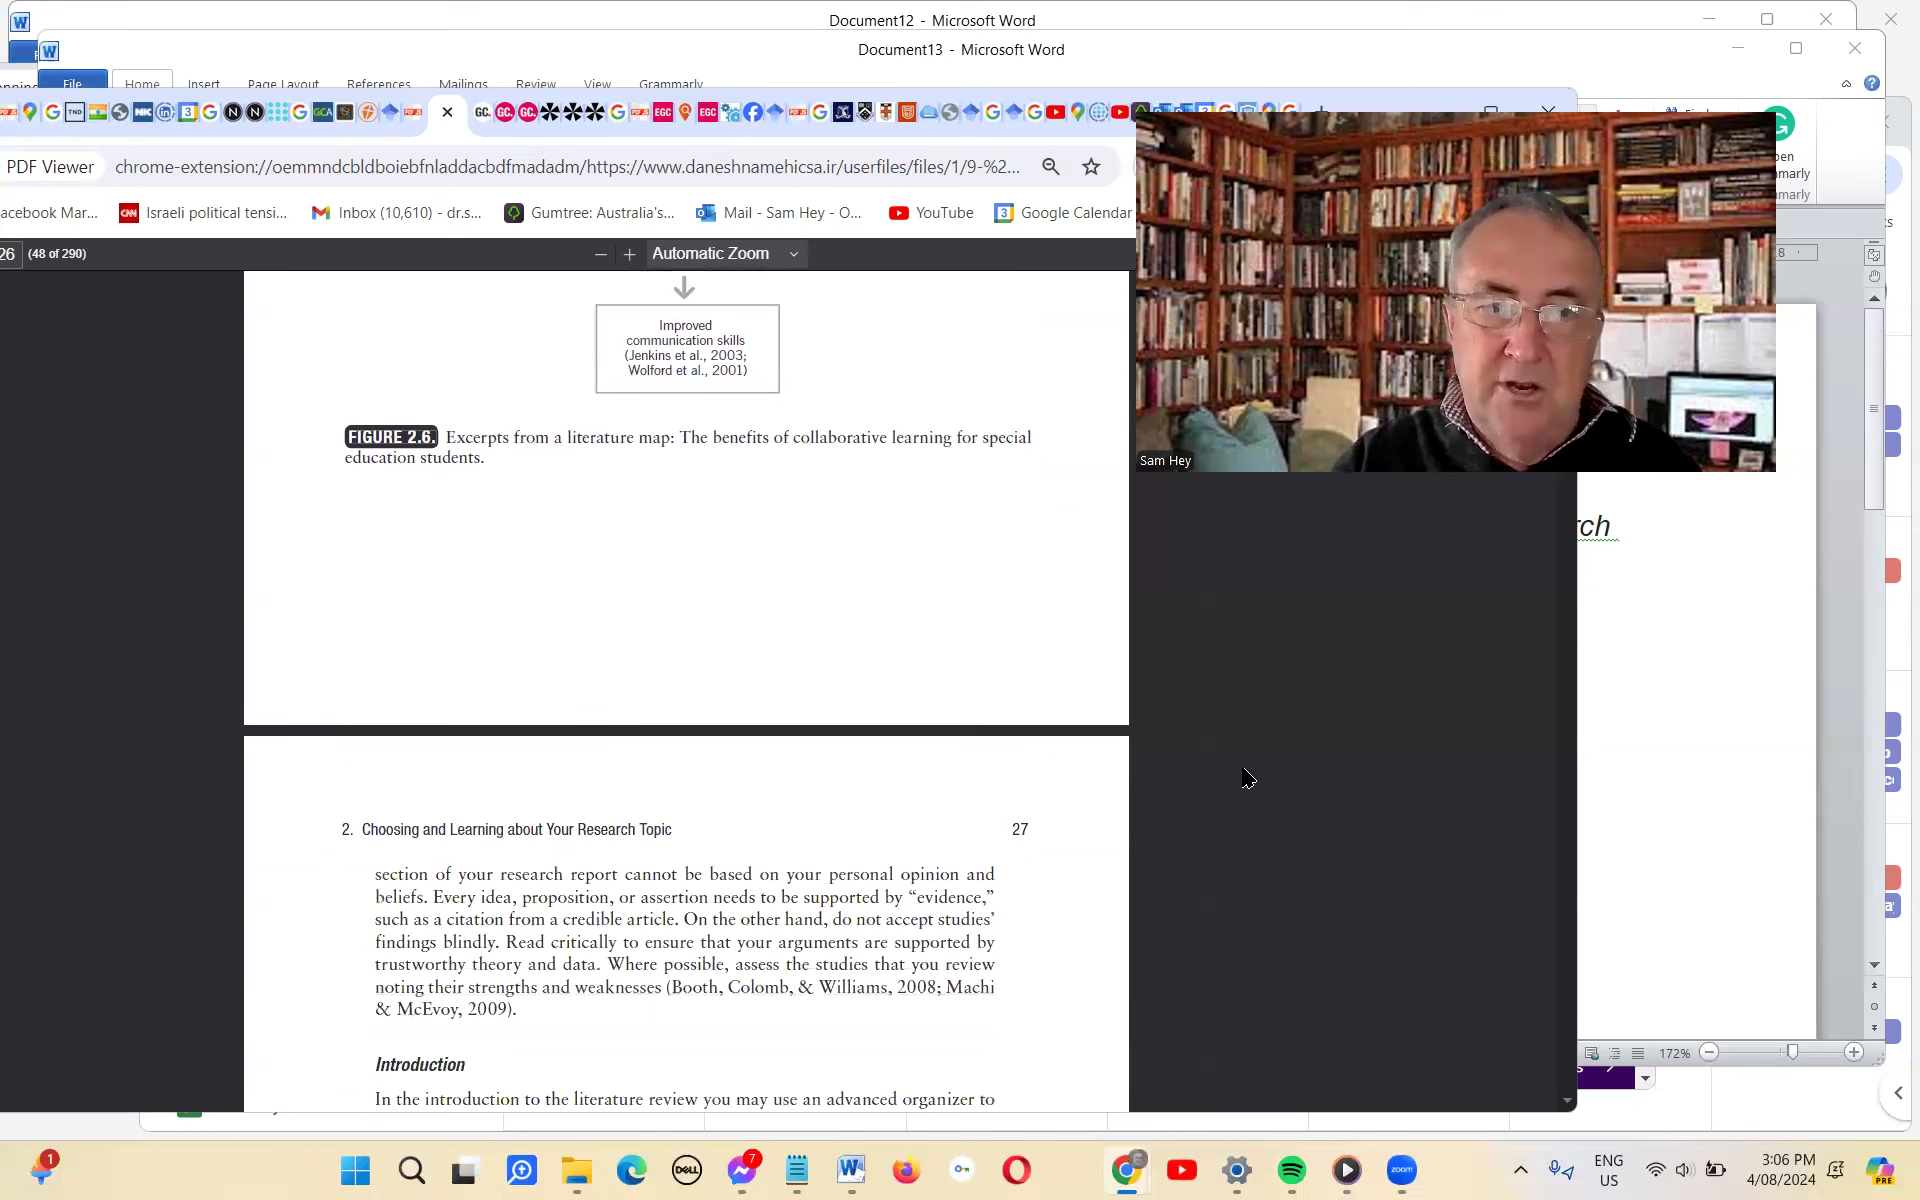 Document12 - Microsoft Word
Document13 - Microsoft Word
File Home Insert Page Layout References Mailings Review View Grammarly
PDF Viewer
chrome-extension://oemmndcbldboiebfnladdacbdfmadadm/https://www.daneshnamehicsa.ir/userfiles/files/1/9-%2...
acebook Mar...
CNN Israeli political tensi...
Inbox (10,610) - dr.s...
Gumtree: Australia's...
Mail - Sam Hey - O...
YouTube
Google Calendar
26 (48 of 290)
Automatic Zoom
Improved
communication skills
(Jenkins et al., 2003;
Wolford et al., 2001)
FIGURE 2.6. Excerpts from a literature map: The benefits of collaborative learning for special
education students.
Sam Hey
rch
2. Choosing and Learning about Your Research Topic 27
section of your research report cannot be based on your personal opinion and
beliefs. Every idea, proposition, or assertion needs to be supported by “evidence,”
such as a citation from a credible article. On the other hand, do not accept studies’
findings blindly. Read critically to ensure that your arguments are supported by
trustworthy theory and data. Where possible, assess the studies that you review
noting their strengths and weaknesses (Booth, Colomb, & Williams, 2008; Machi
& McEvoy, 2009).
Introduction
In the introduction to the literature review you may use an advanced organizer to
172%
1
DELL
7
zoom
ENG
US
3:06 PM
4/08/2024
PRE